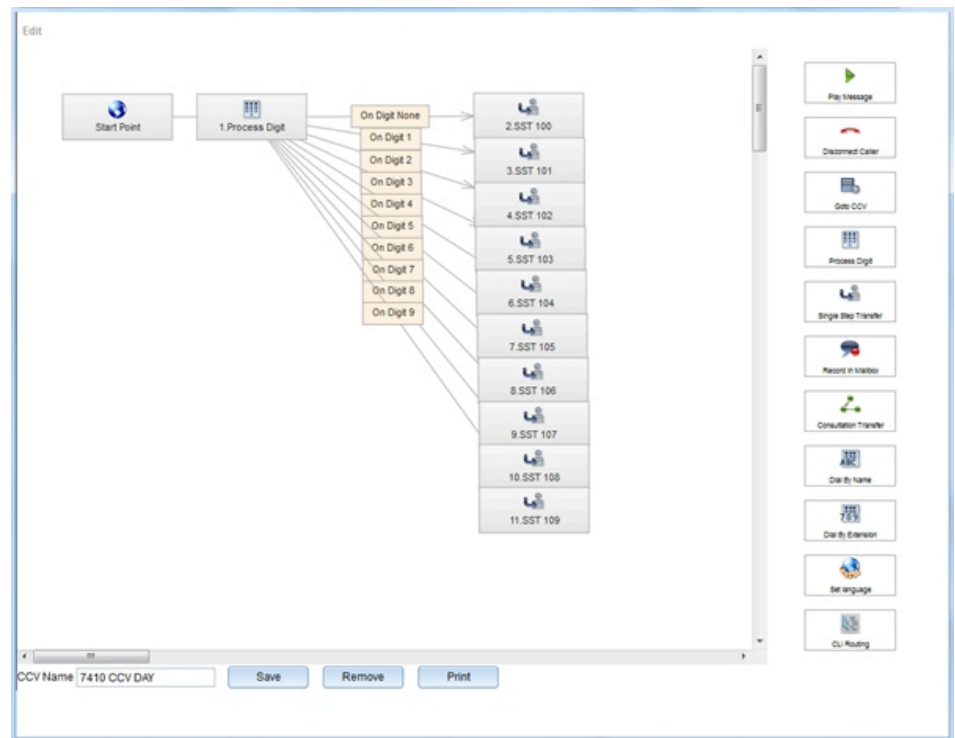 Edit
Start Point
1.Process Digit
On Digit None
On Digit 1
On Digit 2
On Digit 3
On Digit 4
On Digit 5
On Digit 6
On Digit 7
On Digit 8
On Digit 9
2.SST 100
3.SST 101
4.SST 102
5.SST 103
6.SST 104
7.SST 105
8.SST 106
9.SST 107
10.SST 108
11.SST 109
Play Message
Disconnect Caller
Goto CCV
Process Digit
Single Step Transfer
Record in Mailbox
Consultation Transfer
ABC
Dial By Name
789
Dial By Extension
Set language
CLI Routing
CCV Name 7410 CCV DAY Save Remove Print